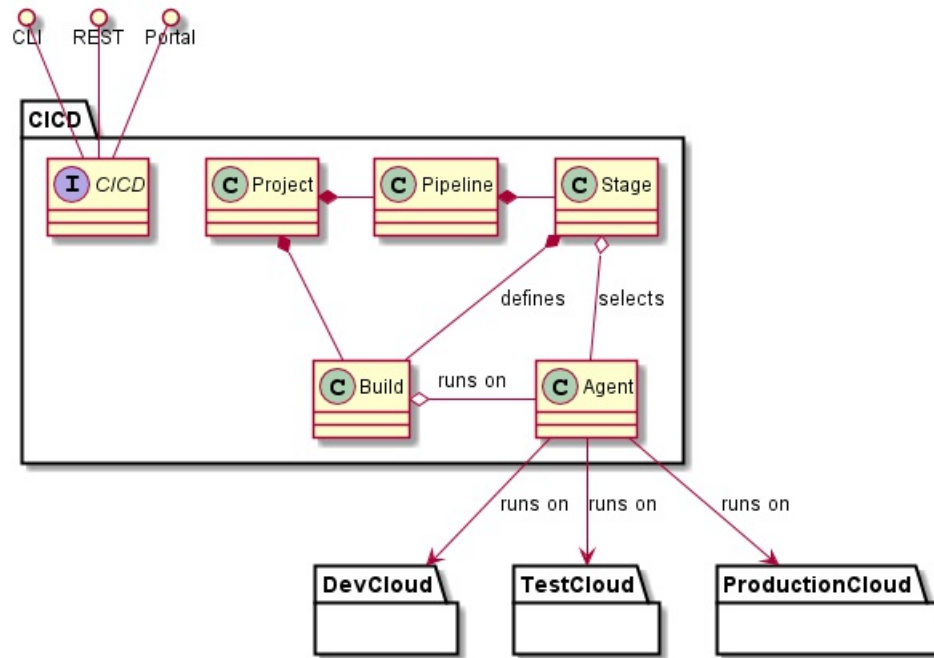 CLI REST Portal
CICD
I CICD
C Project
C Pipeline
C Stage
defines
selects
C Build
runs on
C Agent
runs on
runs on
runs on
DevCloud
TestCloud
ProductionCloud